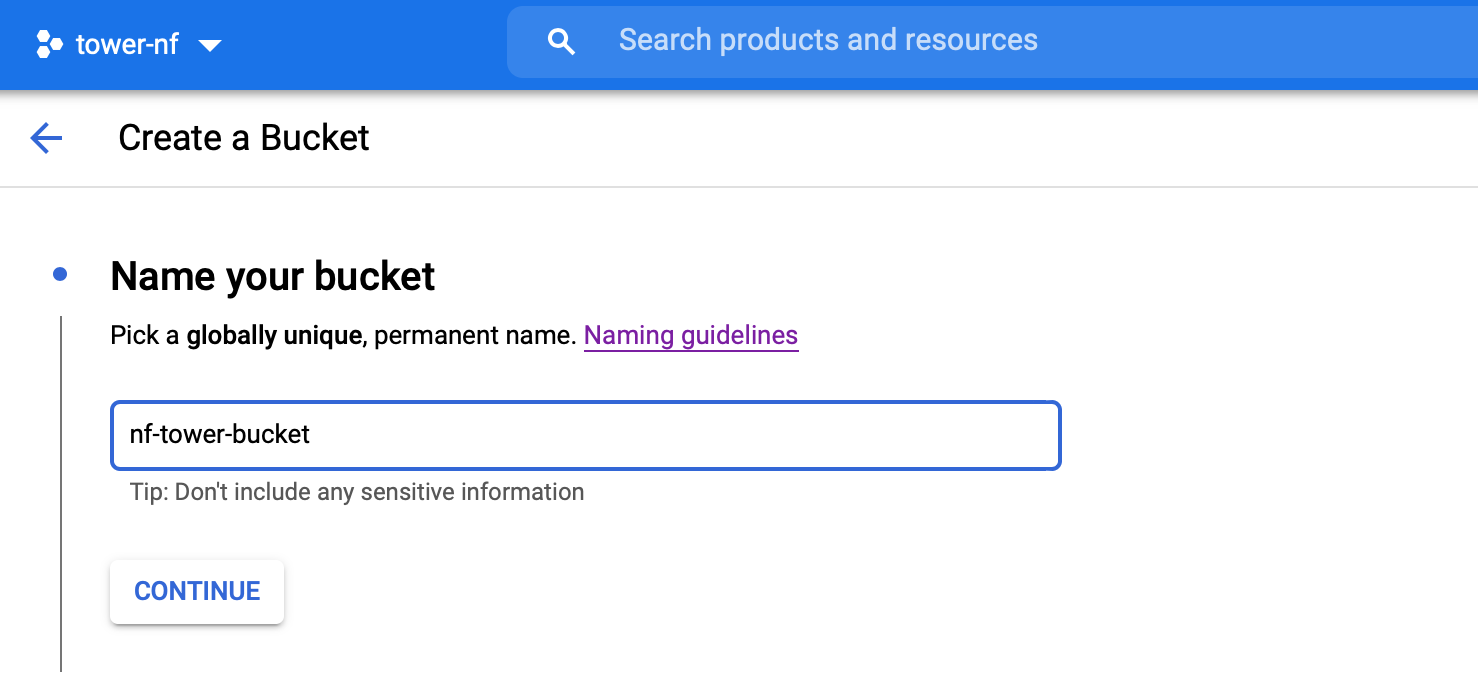 tower-nf
Search products and resources
Create a Bucket
Name your bucket
Pick a globally unique, permanent name. Naming guidelines
nf-tower-bucket
Tip: Don't include any sensitive information
CONTINUE